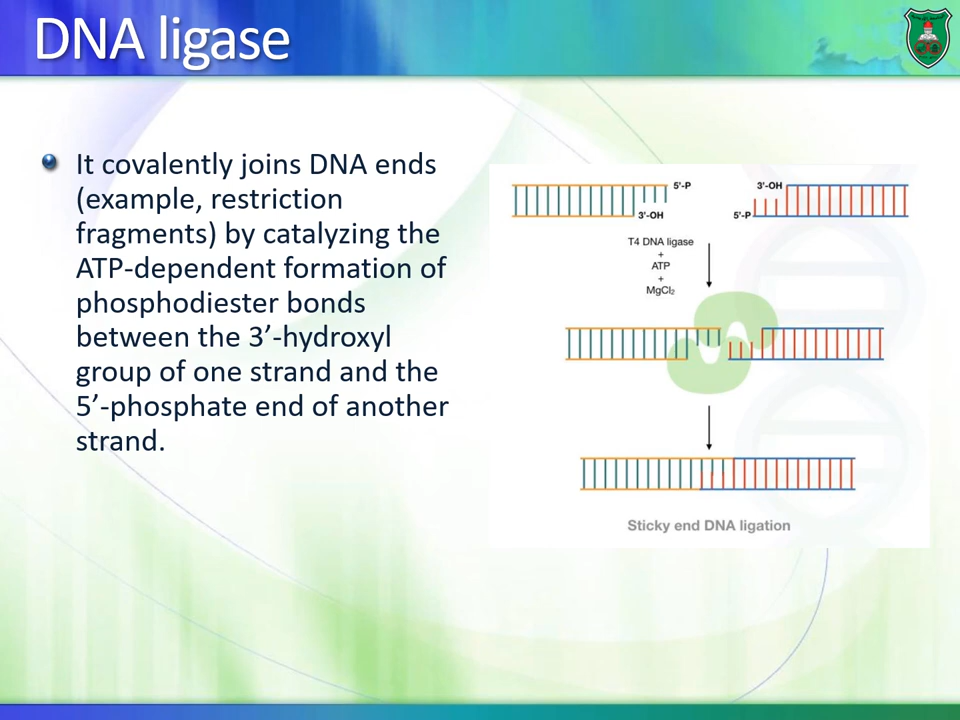 DNA ligase
It covalently joins DNA ends
(example, restriction
fragments) by catalyzing the
ATP-dependent formation of
phosphodiester bonds
between the 3’-hydroxyl
group of one strand and the
5’-phosphate end of another
strand.
5'-P
3'-OH
3'-OH
5'-P
T4 DNA ligase
+
ATP
+
MgCl₂
Sticky end DNA ligation